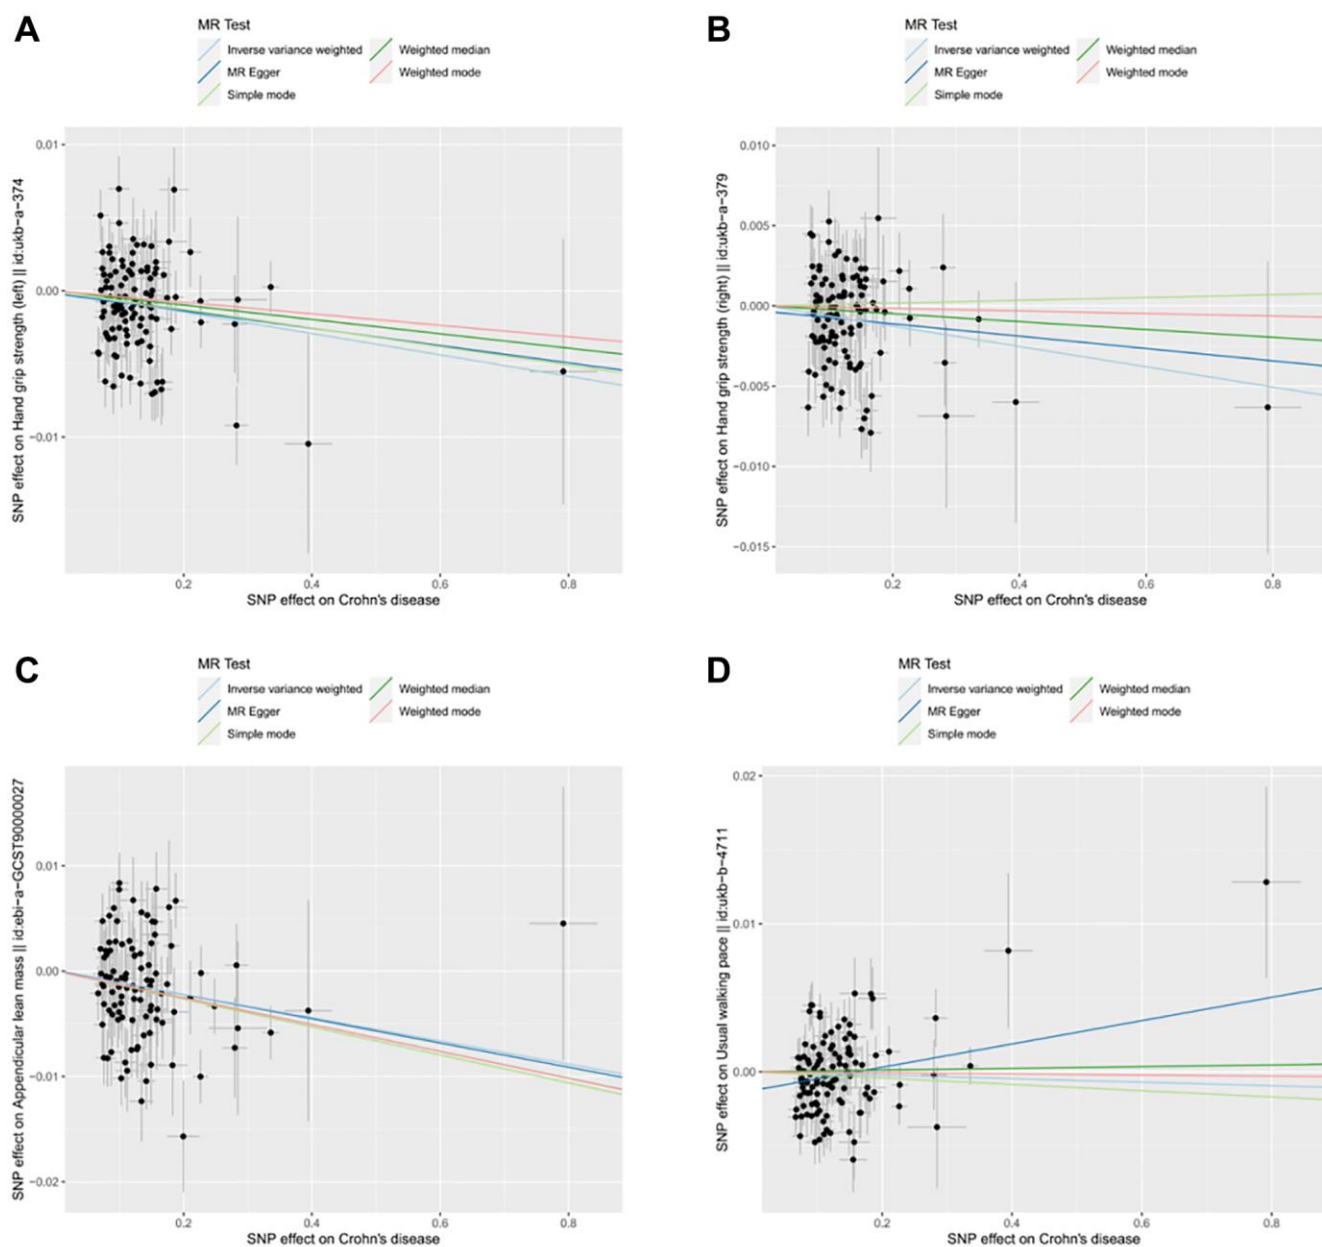 A
MR Test
Inverse variance weighted
Weighted median
MR Egger
Weighted mode
Simple mode
SNP effect on Hand grip strength (left) || id:ukb−a−374
0.01
0.00
−0.01
0.2
0.4
0.6
0.8
SNP effect on Crohn's disease
B
MR Test
Inverse variance weighted
Weighted median
MR Egger
Weighted mode
Simple mode
SNP effect on Hand grip strength (right) || id:ukb−a−379
0.010
0.005
0.000
−0.005
−0.010
−0.015
0.2
0.4
0.6
0.8
SNP effect on Crohn's disease
C
MR Test
Inverse variance weighted
Weighted median
MR Egger
Weighted mode
Simple mode
SNP effect on Appendicular lean mass || id:ebi−a−GCST90000027
0.01
0.00
−0.01
−0.02
0.2
0.4
0.6
0.8
SNP effect on Crohn's disease
D
MR Test
Inverse variance weighted
Weighted median
MR Egger
Weighted mode
Simple mode
SNP effect on Usual walking pace || id:ukb−b−4711
0.02
0.01
0.00
0.2
0.4
0.6
0.8
SNP effect on Crohn's disease